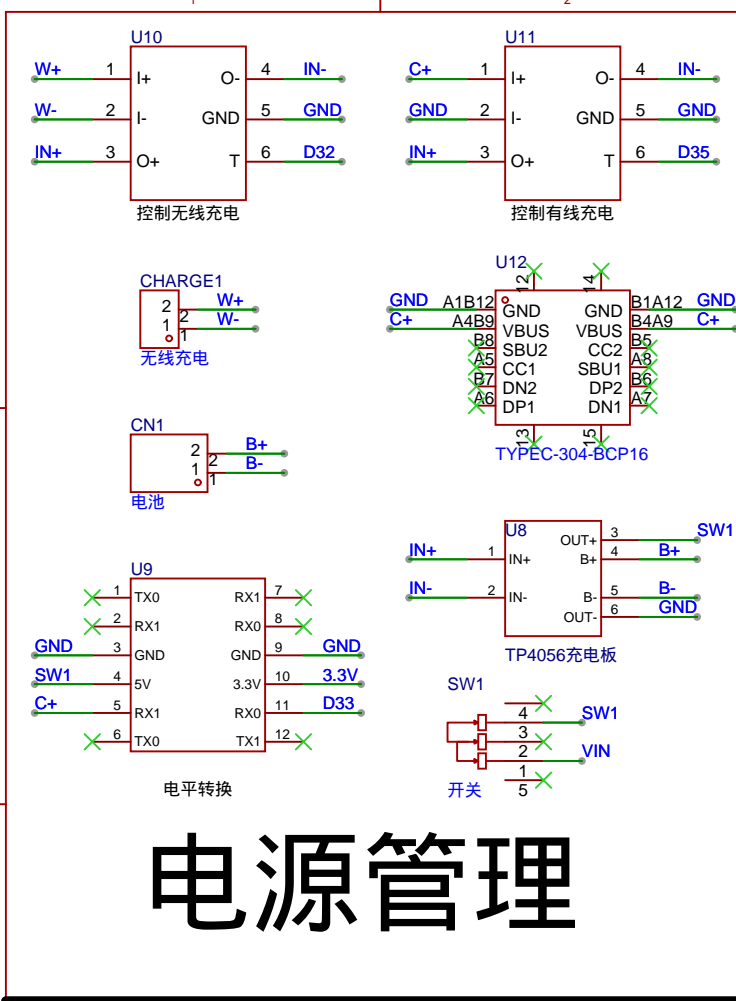 1 2
U10
W+ 1 I+ O- 4 IN-
W- 2 I- GND 5 GND
IN+ 3 O+ T 6 D32
控制无线充电
U11
C+ 1 I+ O- 4 IN-
GND 2 I- GND 5 GND
IN+ 3 O+ T 6 D35
控制有线充电
CHARGE1
2 2 W+
1 1 W-
无线充电
U12
12 14
GND A1B12 GND GND B1A12 GND
C+ A4B9 VBUS VBUS B4A9 C+
B8 SBU2 CC2 B5
A5 CC1 SBU1 A8
B7 DN2 DP2 B6
A6 DP1 DN1 A7
13 15
TYPEC-304-BCP16
CN1
2 2 B+
1 1 B-
电池
U8
IN+ 1 IN+ OUT+ 3 SW1
B+ 4 B+
IN- 2 IN- B- 5 B-
OUT- 6 GND
TP4056充电板
U9
1 TX0 RX1 7
2 RX1 RX0 8
GND 3 GND GND 9 GND
SW1 4 5V 3.3V 10 3.3V
C+ 5 RX1 RX0 11 D33
6 TX0 TX1 12
电平转换
SW1
4 SW1
3
2 VIN
1
5
开关
电源管理